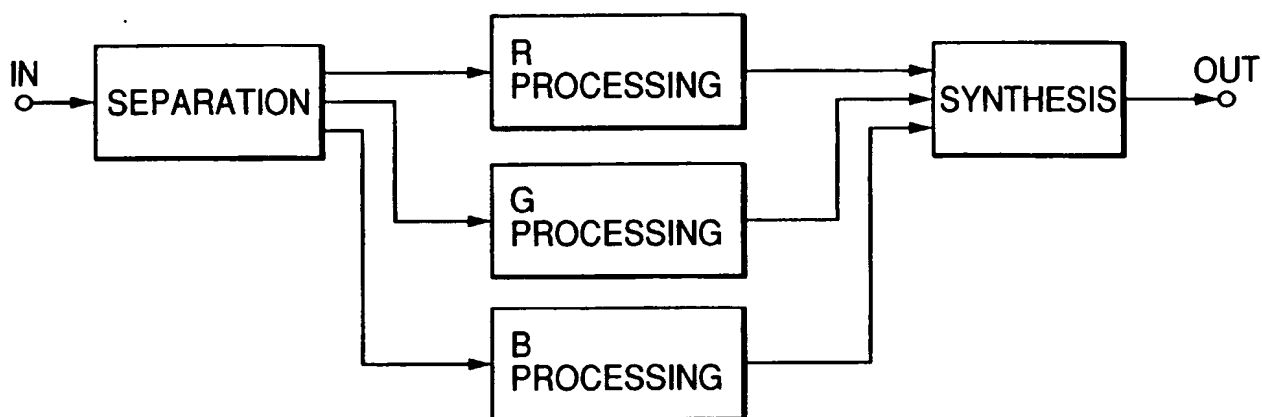 IN
SEPARATION
R
PROCESSING
G
PROCESSING
B
PROCESSING
SYNTHESIS
OUT